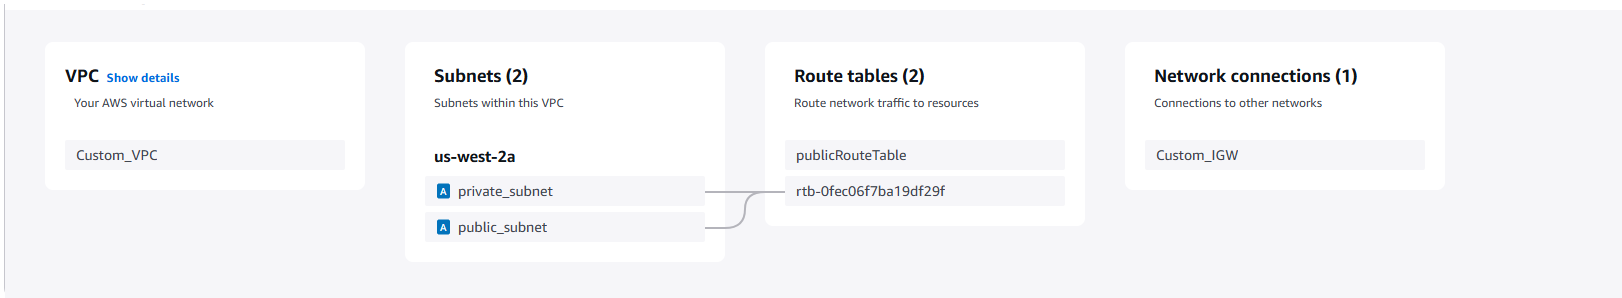 VPC Show details
Your AWS virtual network
Custom_VPC
Subnets (2)
Subnets within this VPC
us-west-2a
A private_subnet
A public_subnet
Route tables (2)
Route network traffic to resources
publicRouteTable
rtb-0fec06f7ba19df29f
Network connections (1)
Connections to other networks
Custom_IGW